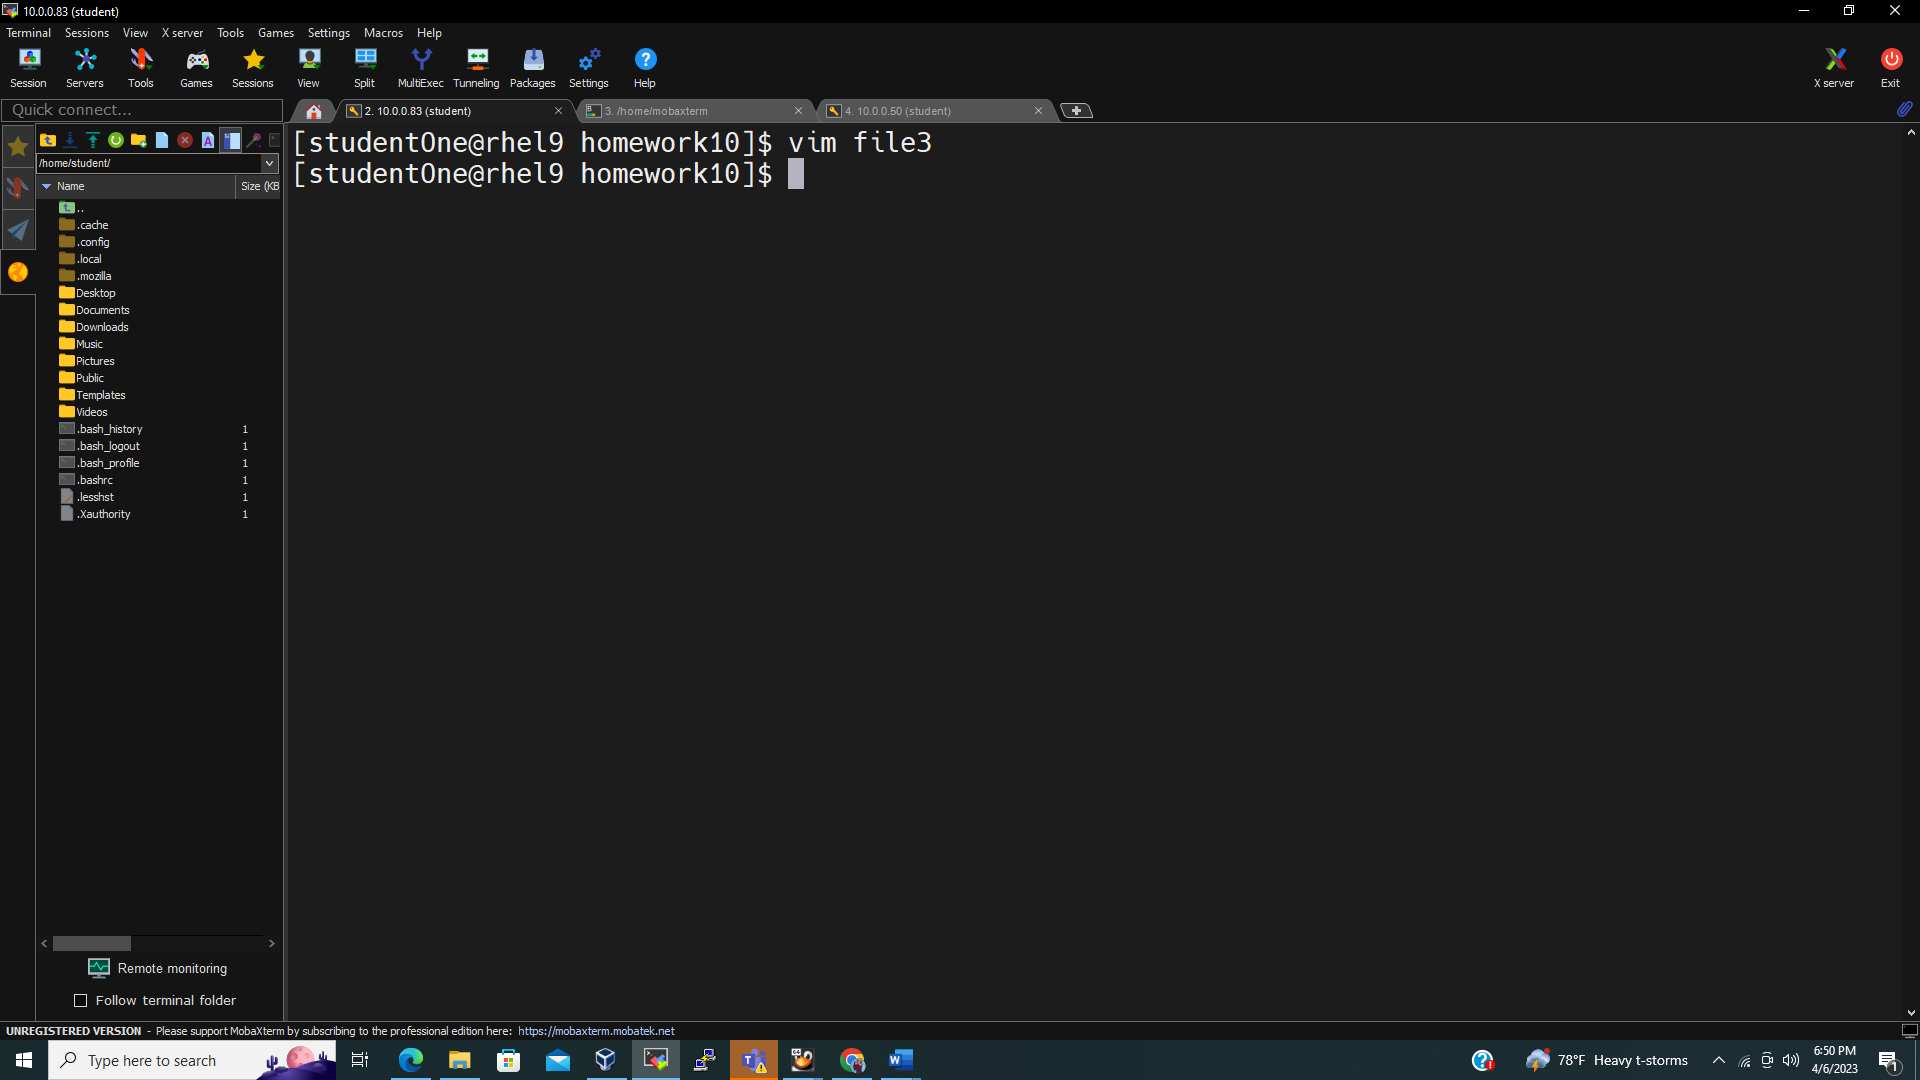 10.0.0.83 (student)
Terminal Sessions View X server Tools Games Settings Macros Help
Session Servers Tools Games Sessions View Split MultiExec Tunneling Packages Settings Help X server Exit
Quick connect...
2. 10.0.0.83 (student)
3. /home/mobaxterm
4. 10.0.0.50 (student)
/home/student/
Name Size (KB
..
.cache
.config
.local
.mozilla
Desktop
Documents
Downloads
Music
Pictures
Public
Templates
Videos
.bash_history 1
.bash_logout 1
.bash_profile 1
.bashrc 1
.lesshst 1
.Xauthority 1
Remote monitoring
Follow terminal folder
[studentOne@rhel9 homework10]$ vim file3
[studentOne@rhel9 homework10]$
UNREGISTERED VERSION - Please support MobaXterm by subscribing to the professional edition here: https://mobaxterm.mobatek.net
Type here to search
78°F Heavy t-storms
6:50 PM
4/6/2023
1